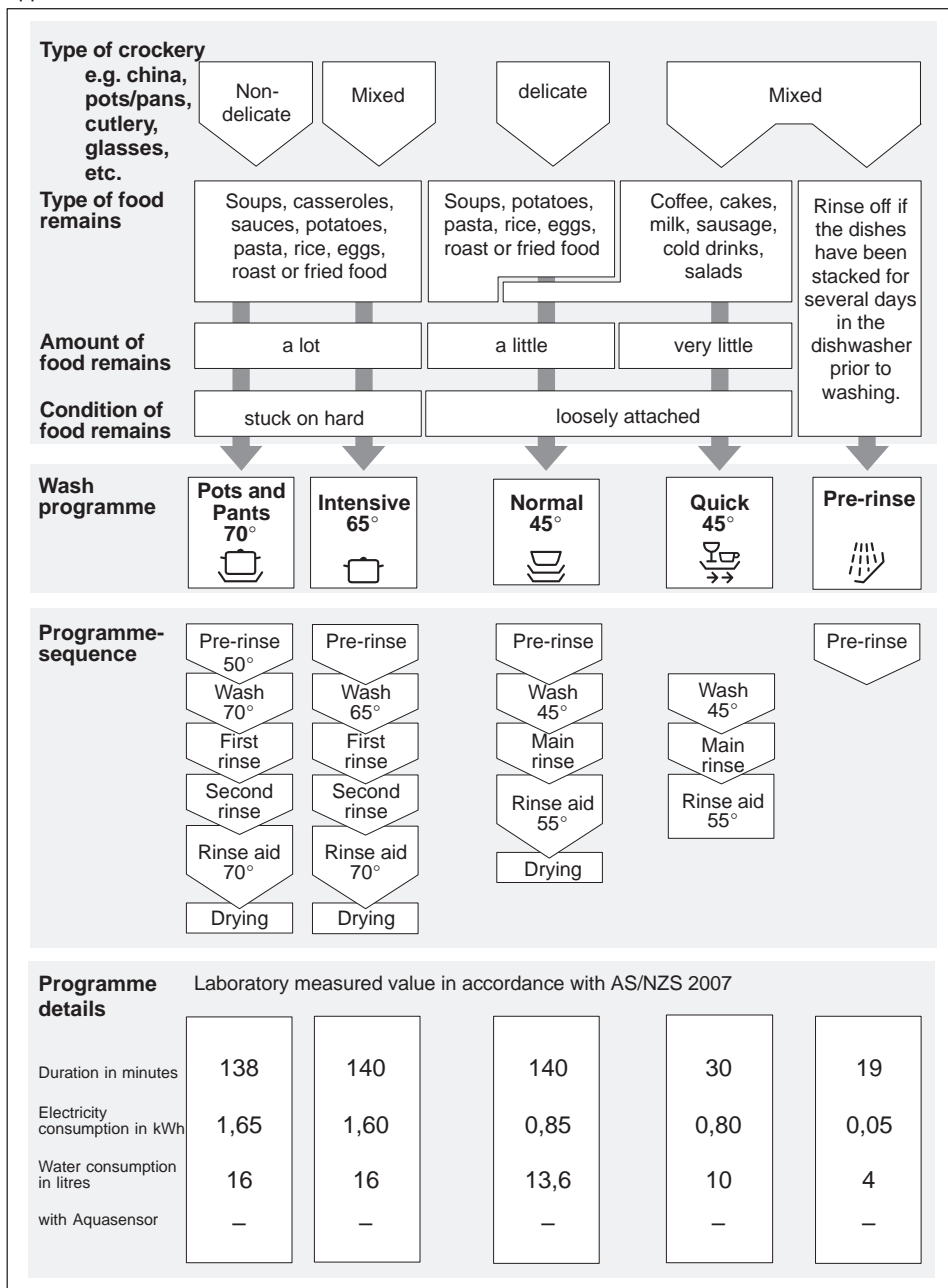 Type of crockery
e.g. china,
pots/pans,
cutlery,
glasses,
etc.
Non-
delicate
Mixed
delicate
Mixed
Type of food
remains
Soups, casseroles,
sauces, potatoes,
pasta, rice, eggs,
roast or fried food
Soups, potatoes,
pasta, rice, eggs,
roast or fried food
Coffee, cakes,
milk, sausage,
cold drinks,
salads
Rinse off if
the dishes
have been
stacked for
several days
in the
dishwasher
prior to
washing.
Amount of
food remains
a lot
a little
very little
Condition of
food remains
stuck on hard
loosely attached
Wash
programme
Pots and
Pants
70°
Intensive
65°
Normal
45°
Quick
45°
Pre-rinse
Programme-
sequence
Pre-rinse
50°
Wash
70°
First
rinse
Second
rinse
Rinse aid
70°
Drying
Pre-rinse
Wash
65°
First
rinse
Second
rinse
Rinse aid
70°
Drying
Pre-rinse
Wash
45°
Main
rinse
Rinse aid
55°
Drying
Wash
45°
Main
rinse
Rinse aid
55°
Pre-rinse
Programme
details
Laboratory measured value in accordance with AS/NZS 2007
Duration in minutes 138 140 140 30 19
Electricity
consumption in kWh 1,65 1,60 0,85 0,80 0,05
Water consumption
in litres 16 16 13,6 10 4
with Aquasensor – – – – –